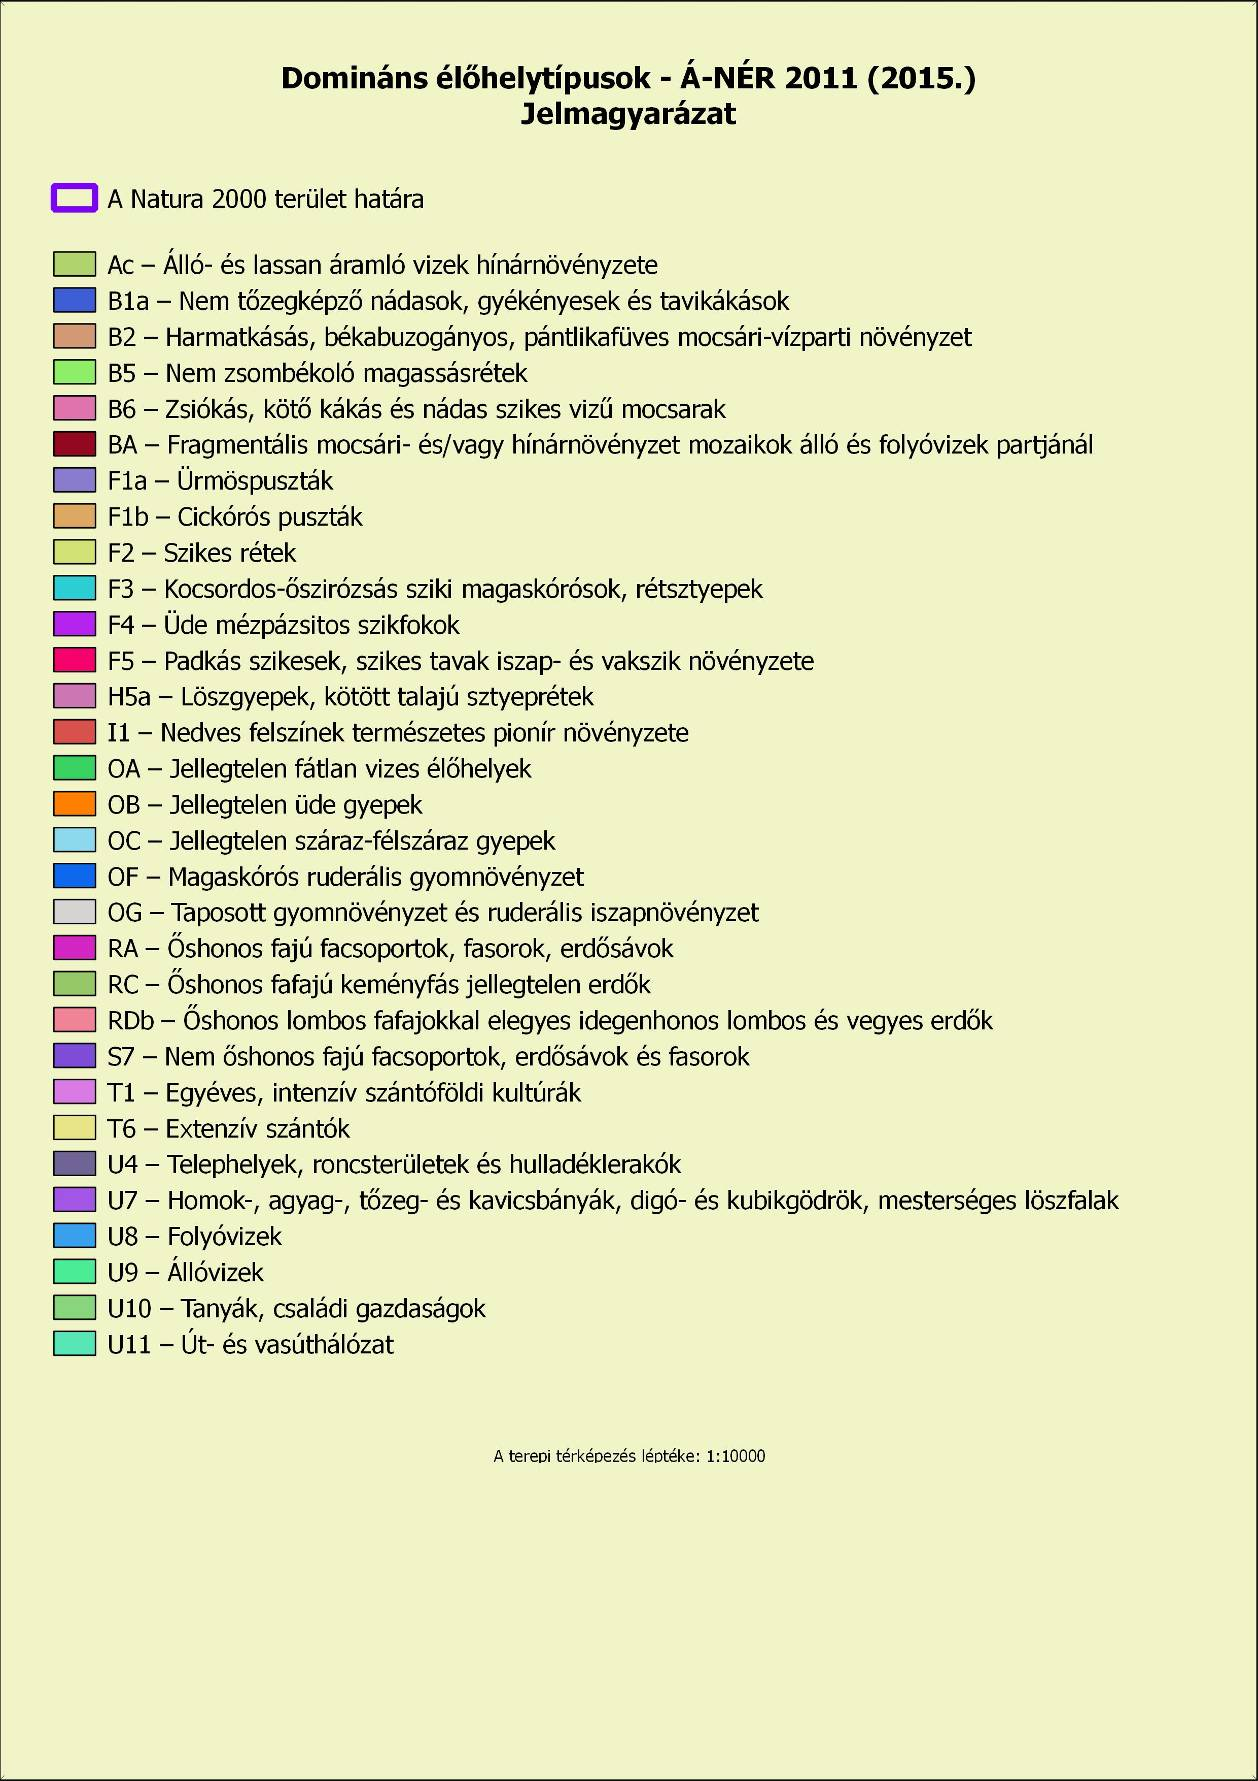 Domináns élőhelytípusok - Á-NÉR 2011 (2015.)
Jelmagyarázat
A Natura 2000 terület határa
Ac – Álló- és lassan áramló vizek hínárnövényzete
B1a – Nem tőzegképző nádasok, gyékényesek és tavikákások
B2 – Harmatkásás, békabuzogányos, pántlikafüves mocsári-vízparti növényzet
B5 – Nem zsombékoló magassásrétek
B6 – Zsiókás, kötő kákás és nádas szikes vizű mocsarak
BA – Fragmentális mocsári- és/vagy hínárnövényzet mozaikok álló és folyóvizek partjánál
F1a – Ürmöspuszták
F1b – Cickórós puszták
F2 – Szikes rétek
F3 – Kocsordos-őszirózsás sziki magaskórósok, rétsztyepek
F4 – Üde mézpázsitos szikfokok
F5 – Padkás szikesek, szikes tavak iszap- és vakszik növényzete
H5a – Löszgyepek, kötött talajú sztyeprétek
I1 – Nedves felszínek természetes pionír növényzete
OA – Jellegtelen fátlan vizes élőhelyek
OB – Jellegtelen üde gyepek
OC – Jellegtelen száraz-félszáraz gyepek
OF – Magaskórós ruderális gyomnövényzet
OG – Taposott gyomnövényzet és ruderális iszapnövényzet
RA – Őshonos fajú facsoportok, fasorok, erdősávok
RC – Őshonos fafajú keményfás jellegtelen erdők
RDb – Őshonos lombos fafajokkal elegyes idegenhonos lombos és vegyes erdők
S7 – Nem őshonos fajú facsoportok, erdősávok és fasorok
T1 – Egyéves, intenzív szántóföldi kultúrák
T6 – Extenzív szántók
U4 – Telephelyek, roncsterületek és hulladéklerakók
U7 – Homok-, agyag-, tőzeg- és kavicsbányák, digó- és kubikgödrök, mesterséges löszfalak
U8 – Folyóvizek
U9 – Állóvizek
U10 – Tanyák, családi gazdaságok
U11 – Út- és vasúthálózat
A terepi térképezés léptéke: 1:10000